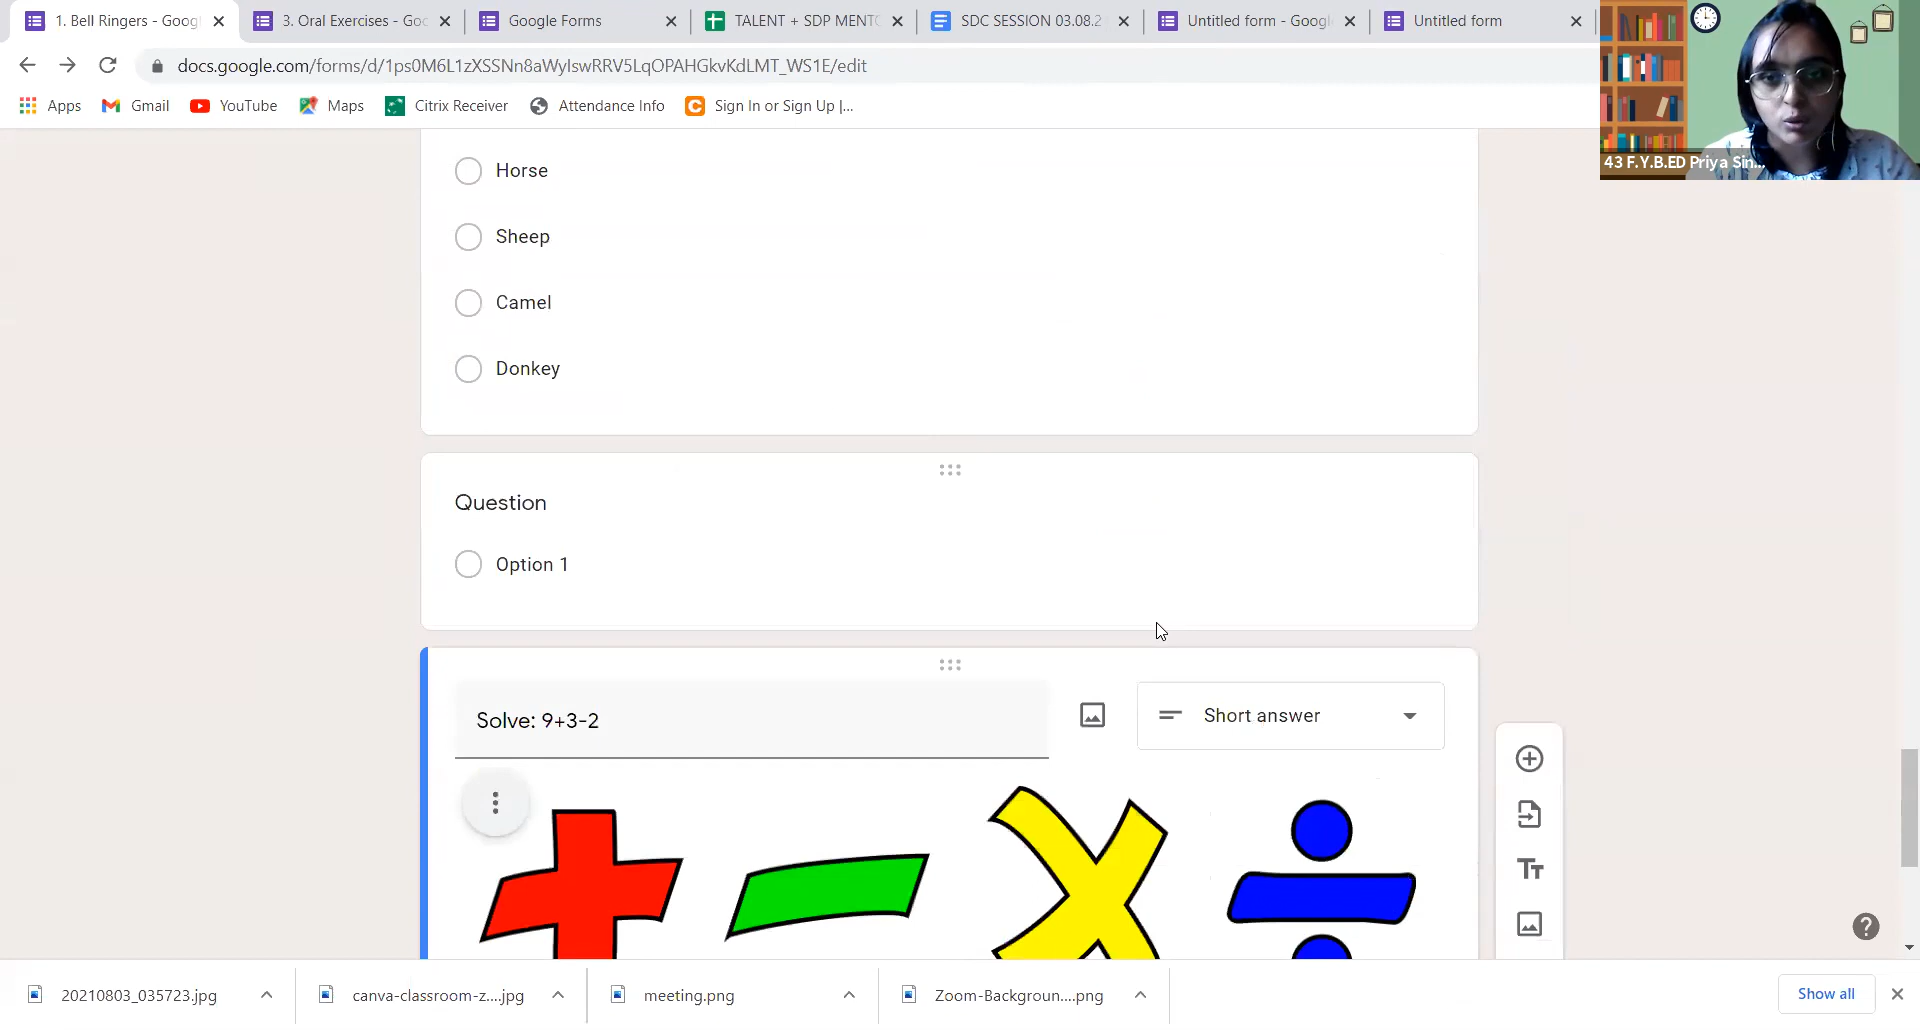 1. Bell Ringers - Goog
3. Oral Exercises - Goo
Google Forms
TALENT + SDP MENT
SDC SESSION 03.08.2
Untitled form - Google
Untitled form
docs.google.com/forms/d/1ps0M6L1zXSSNn8aWyIswRRV5LqOPAHGkvKdLMT_WS1E/edit
Apps
Gmail
YouTube
Maps
Citrix Receiver
Attendance Info
Sign In or Sign Up |...
43 F.Y.B.ED Priya Sin...
Horse
Sheep
Camel
Donkey
Question
Option 1
Solve: 9+3-2
Short answer
20210803_035723.jpg
canva-classroom-z....jpg
meeting.png
Zoom-Backgroun....png
Show all